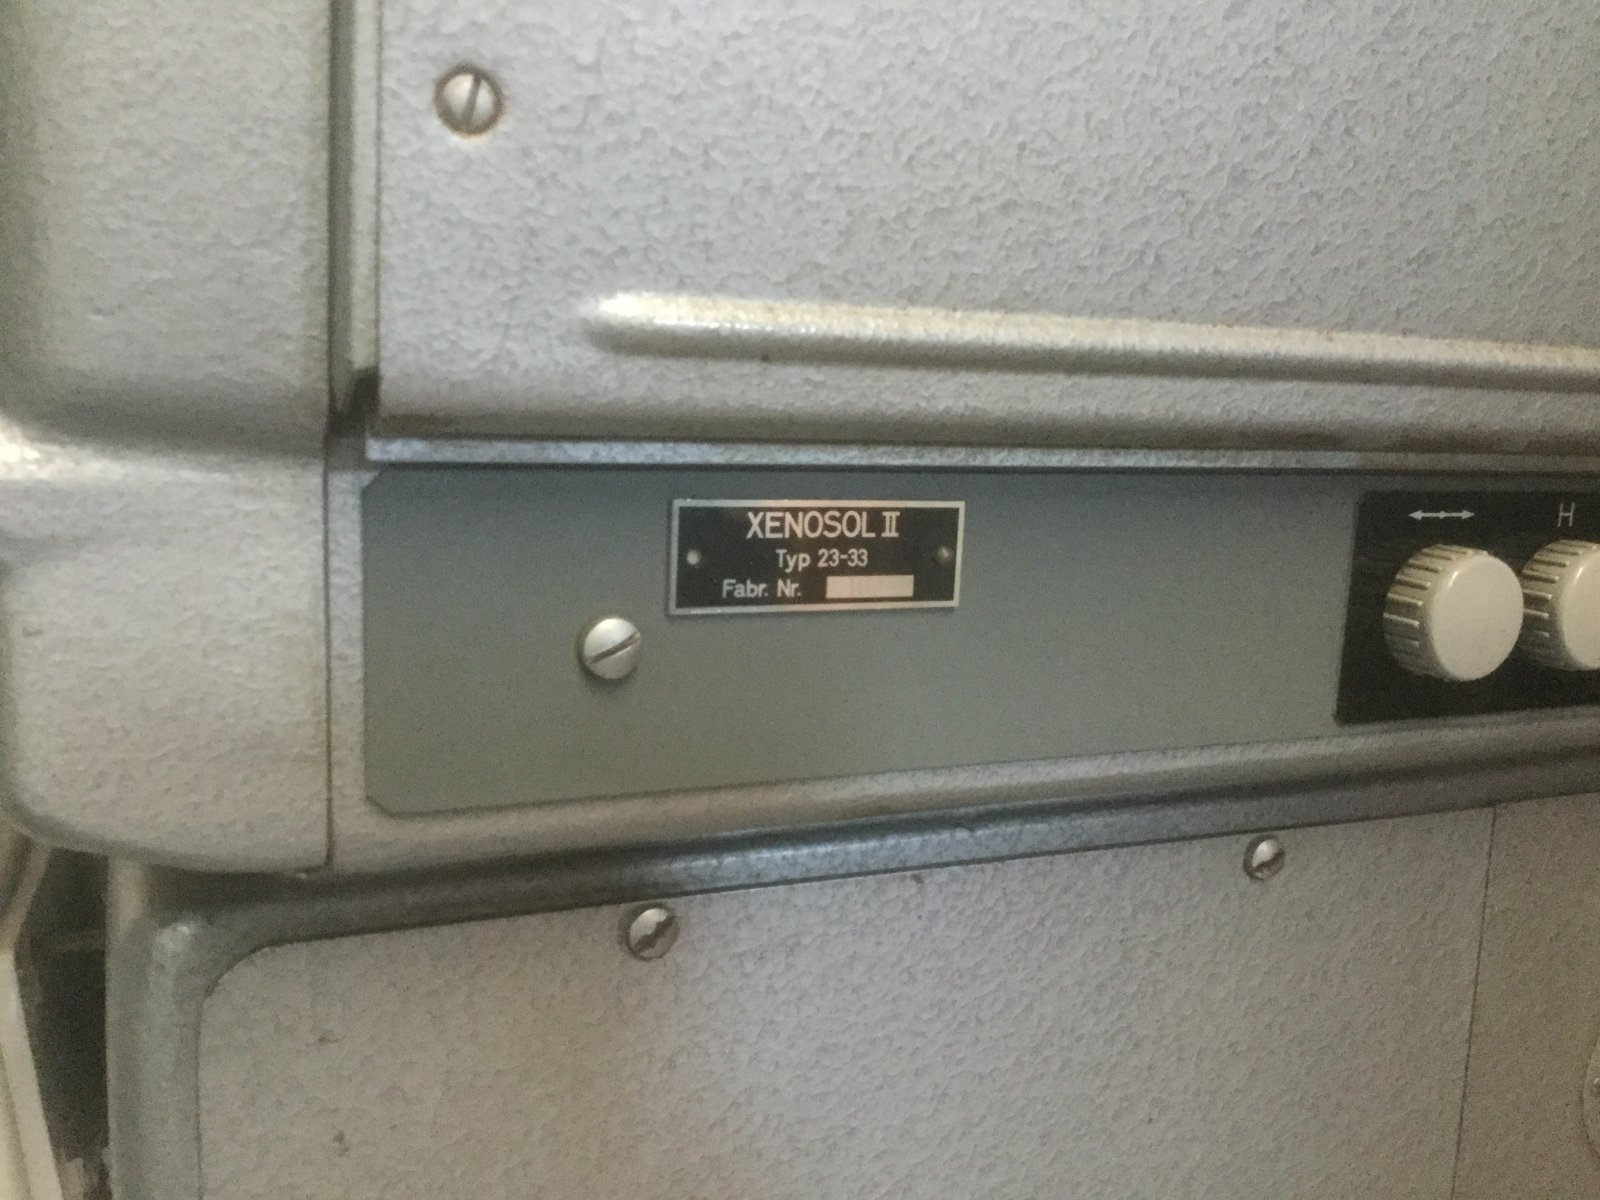 XENOSOL II
Typ 23-33
Fabr. Nr.
H